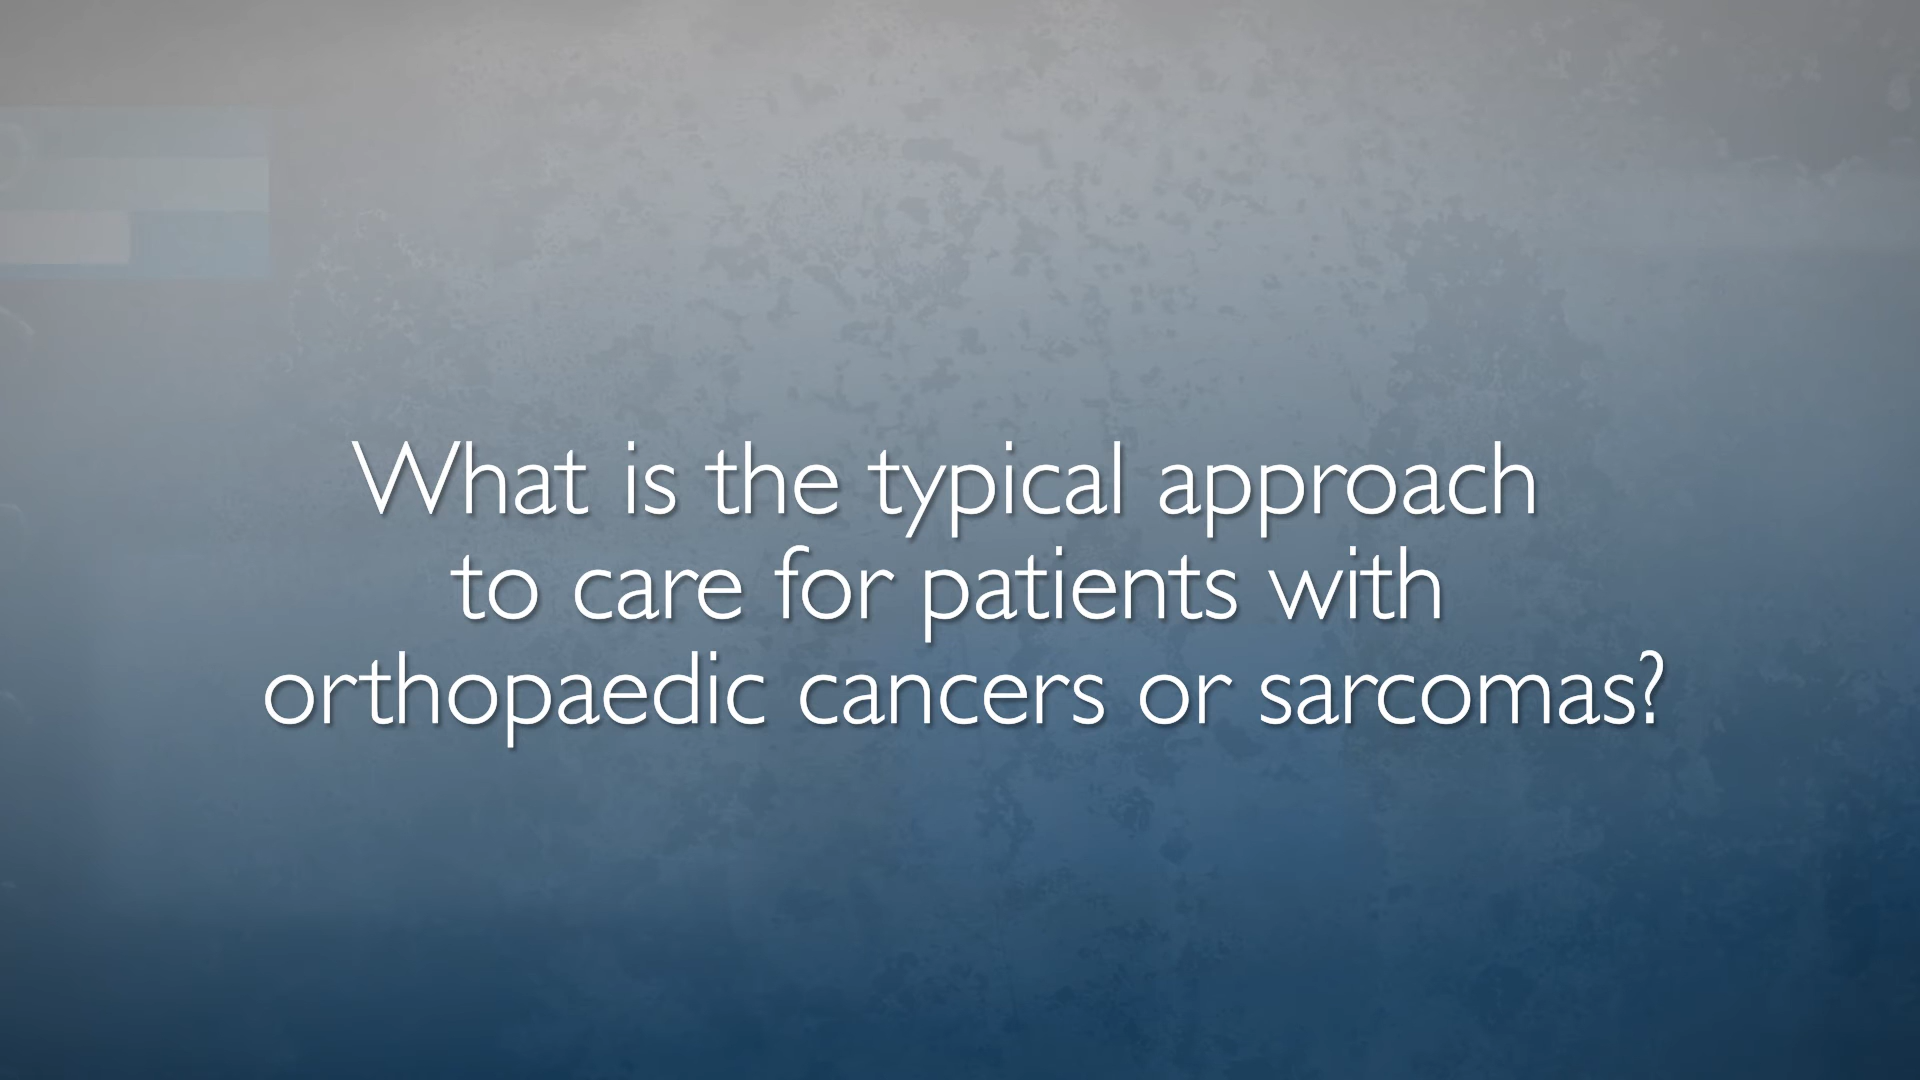 What is the typical approach
to care for patients with
orthopaedic cancers or sarcomas?